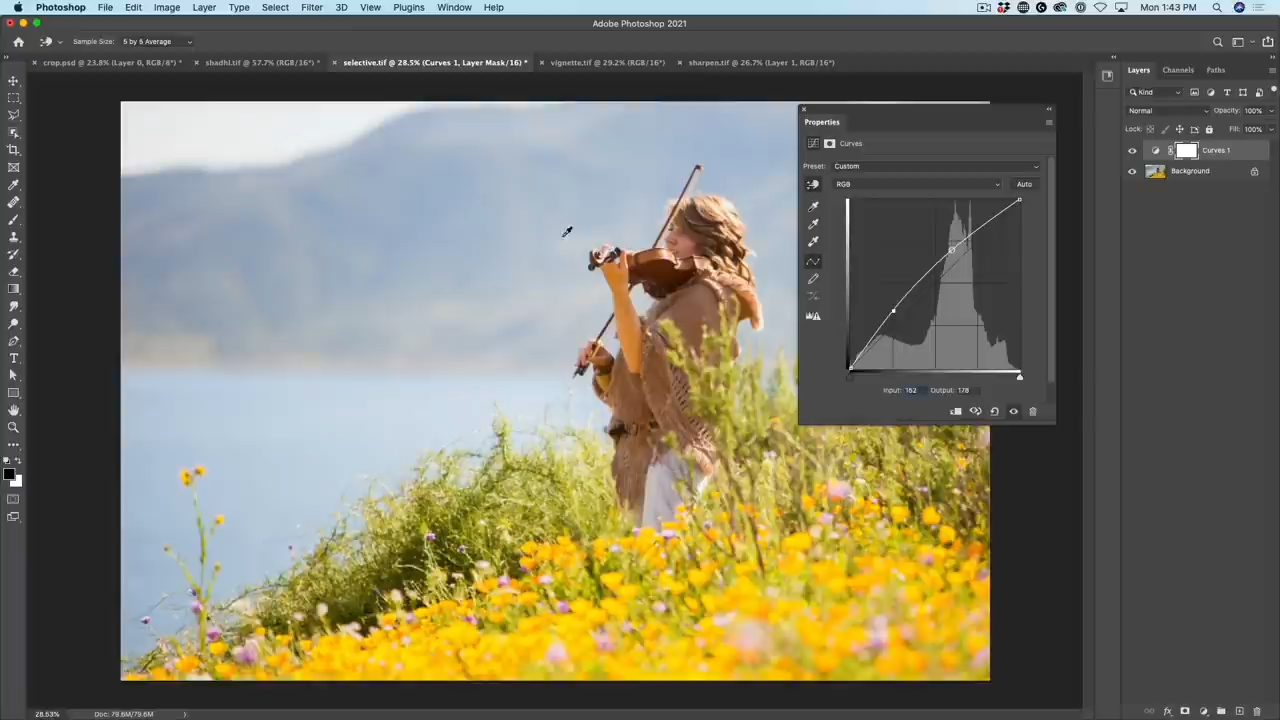 Photoshop File Edit Image Layer Type Select Filter 3D View Plugins Window Help Mon 1:43 PM
Adobe Photoshop 2021
Sample Size: 5 by 5 Average
crop.psd @ 23.8% (Layer 0, RGB/8*) * shadhl.tif @ 57.7% (RGB/16*) * selective.tif @ 28.5% (Curves 1, Layer Mask/16) * vignette.tif @ 29.2% (RGB/16*) sharpen.tif @ 26.7% (Layer 1, RGB/16*)
Layers Channels Paths
Kind
Normal Opacity: 100%
Lock: Fill: 100%
Curves 1
Background
Properties
Curves
Preset: Custom
RGB Auto
Input: 162 Output: 178
28.53% Doc: 79.6M/79.6M